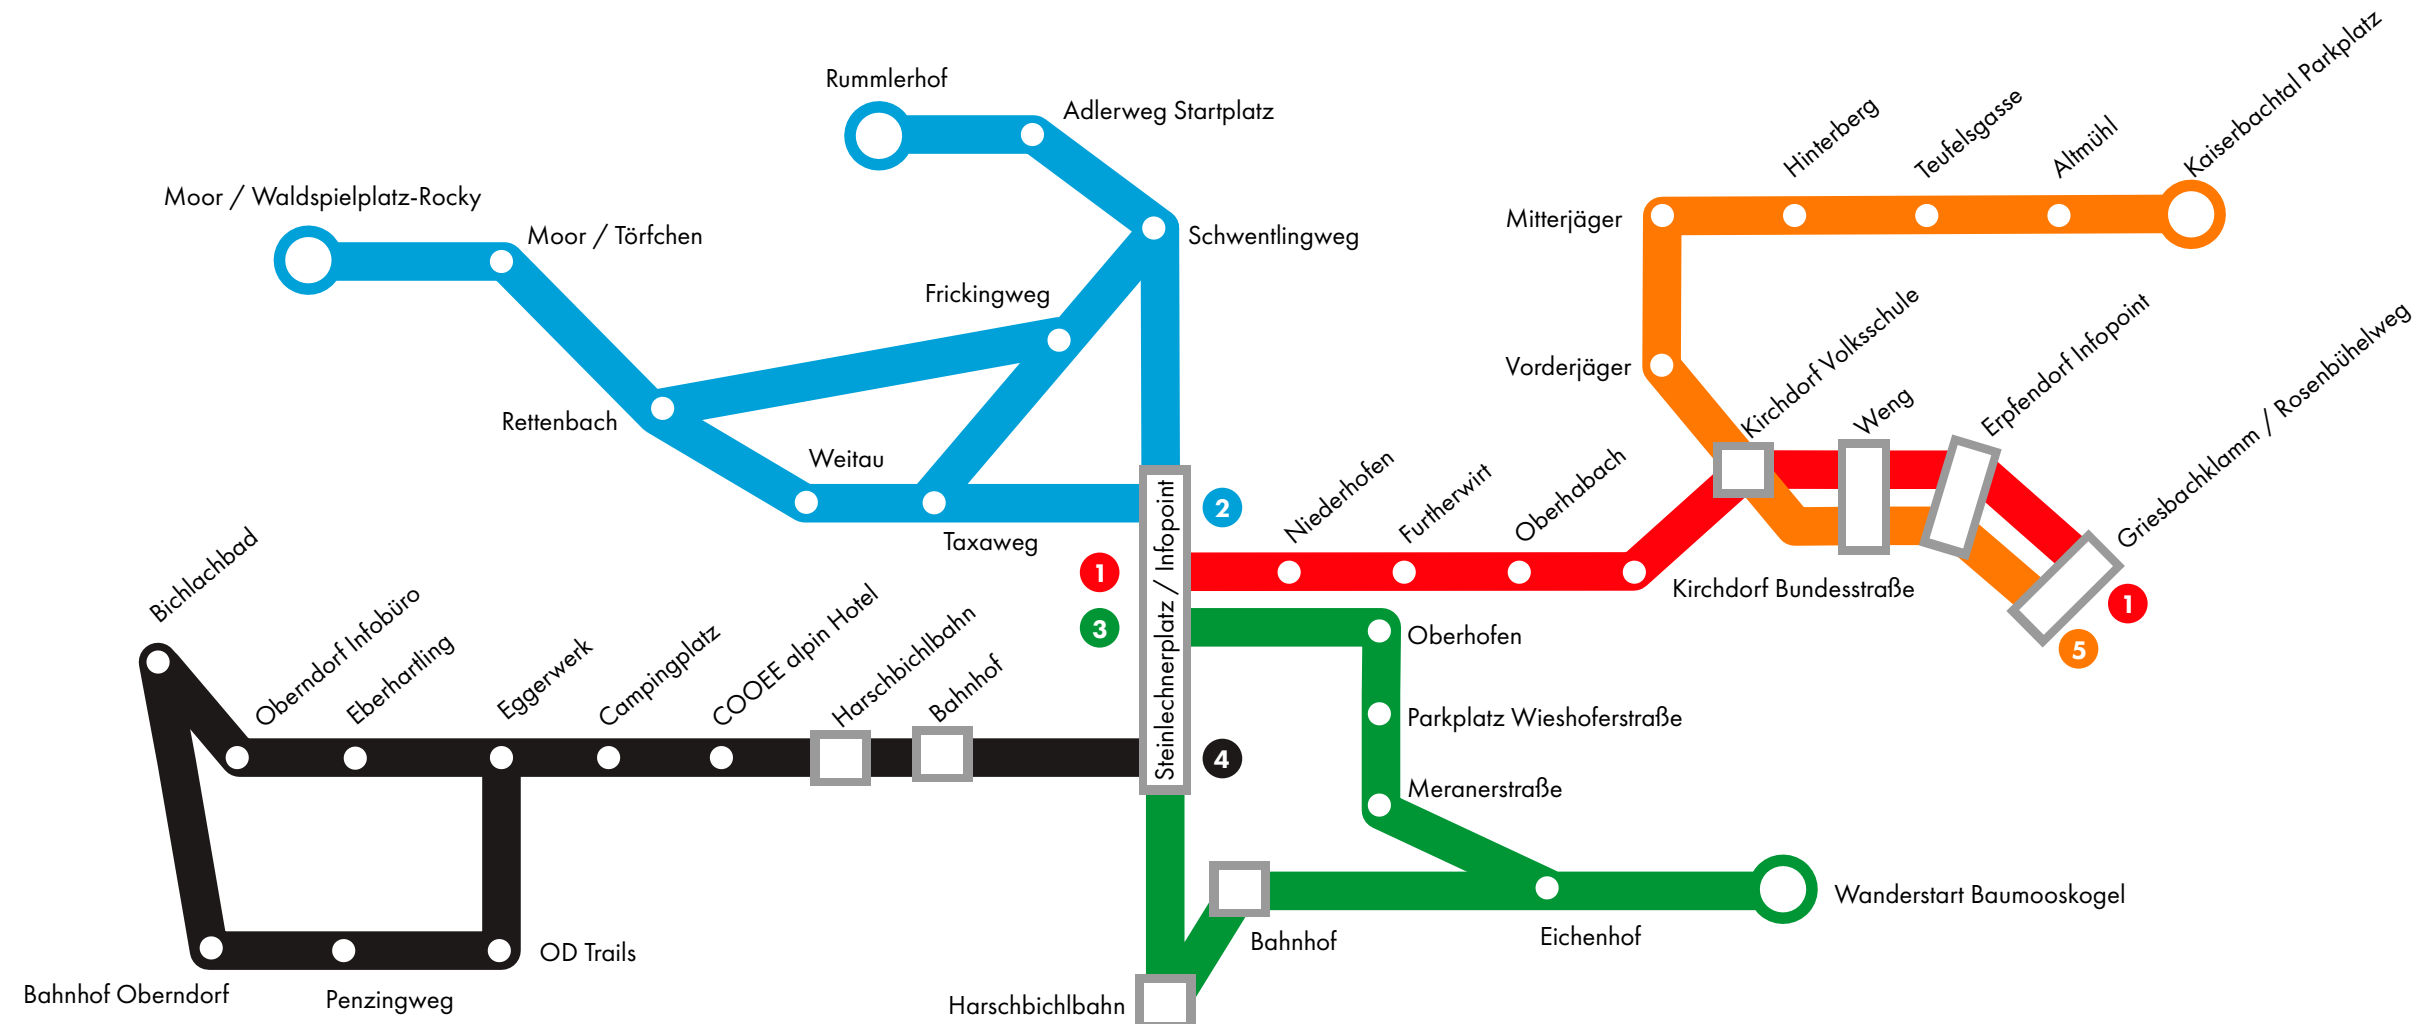 Rummlerhof
Adlerweg Startplatz
Moor / Waldspielplatz-Rocky
Moor / Törfchen
Schwentlingweg
Frickingweg
Rettenbach
Weitau
Taxaweg
Steinlechnerplatz / Infopoint
2
1
3
4
Hinterberg
Teufelsgasse
Altmühl
Kaiserbachtal Parkplatz
Mitterjäger
Vorderjäger
Kirchdorf Volksschule
Weng
Erpfendorf Infopoint
Griesbachklamm / Rosenbühelweg
Niederhofen
Furtherwirt
Oberhabach
Kirchdorf Bundesstraße
1
5
Oberhofen
Parkplatz Wieshoferstraße
Meranerstraße
Wanderstart Baumooskogel
Eichenhof
Bahnhof
Harschbichlbahn
Bichlachbad
Oberndorf Infobüro
Eberhartling
Eggerwerk
Campingplatz
COOEE alpin Hotel
Harschbichlbahn
Bahnhof
OD Trails
Bahnhof Oberndorf
Penzingweg